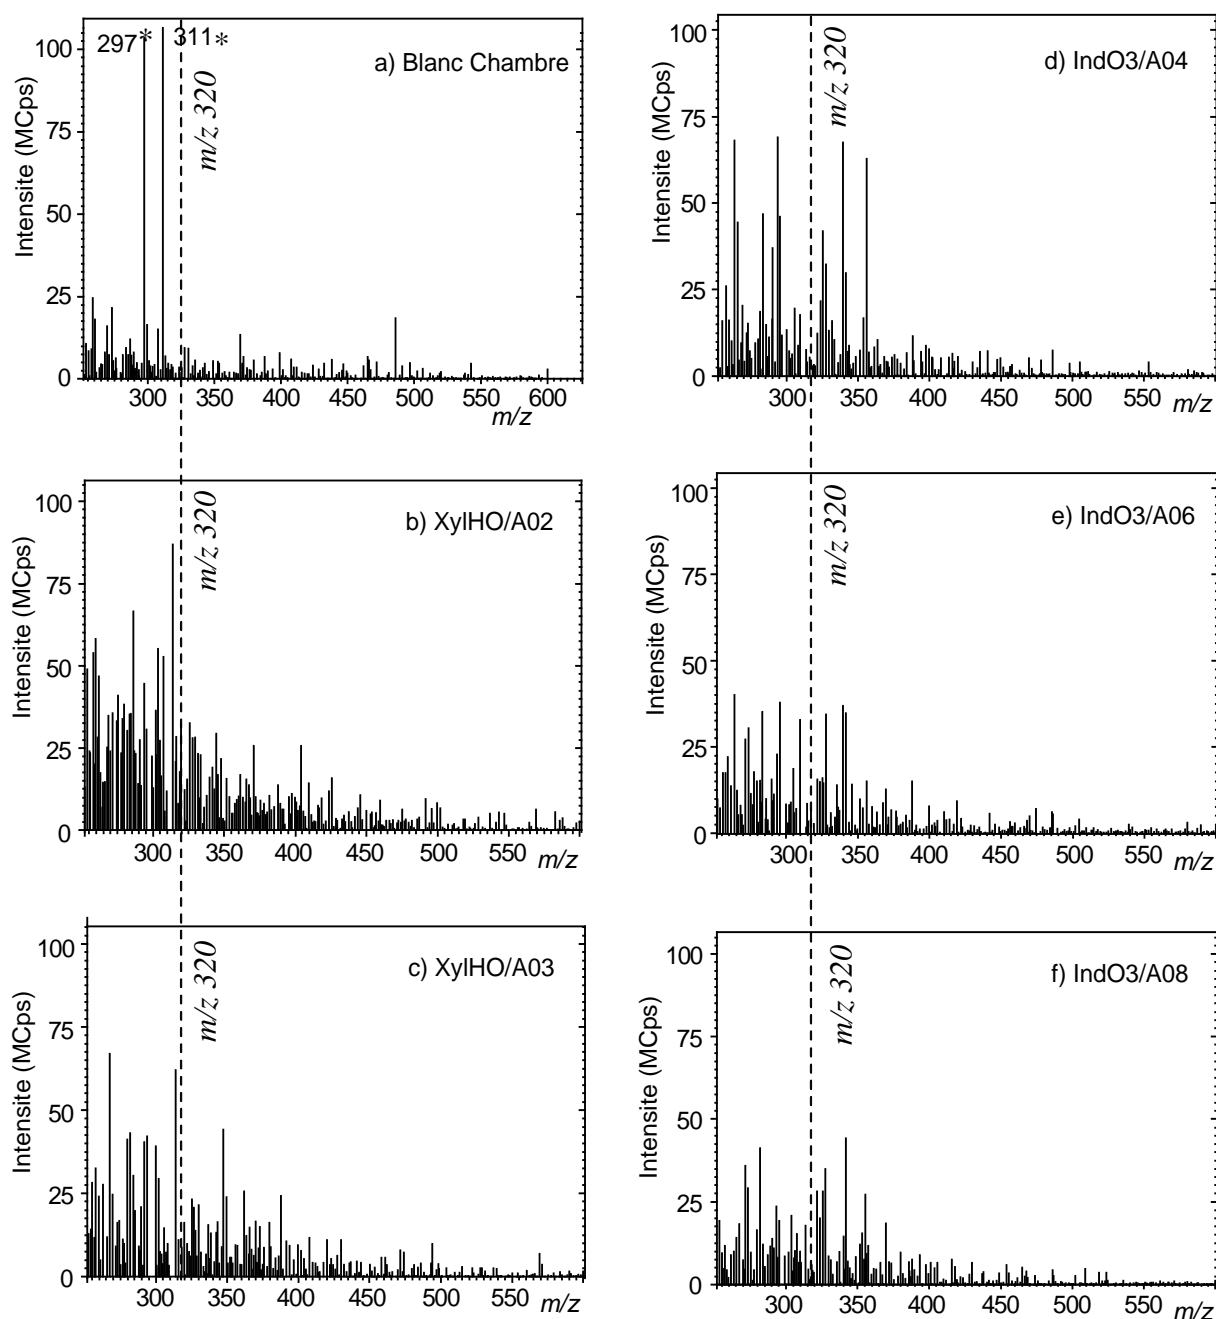 a) Blanc Chambre
297*
311*
m/z 320
Intensite (MCps)
100
75
50
25
0
300
350
400
450
500
550
600
m/z
b) XylHO/A02
m/z 320
Intensite (MCps)
100
75
50
25
0
300
350
400
450
500
550
m/z
c) XylHO/A03
m/z 320
Intensite (MCps)
100
75
50
25
0
300
350
400
450
500
550
m/z
d) IndO3/A04
m/z 320
Intensite (MCps)
100
75
50
25
0
300
350
400
450
500
550
m/z
e) IndO3/A06
m/z 320
Intensite (MCps)
100
75
50
25
0
300
350
400
450
500
550
m/z
f) IndO3/A08
m/z 320
Intensite (MCps)
100
75
50
25
0
300
350
400
450
500
550
m/z